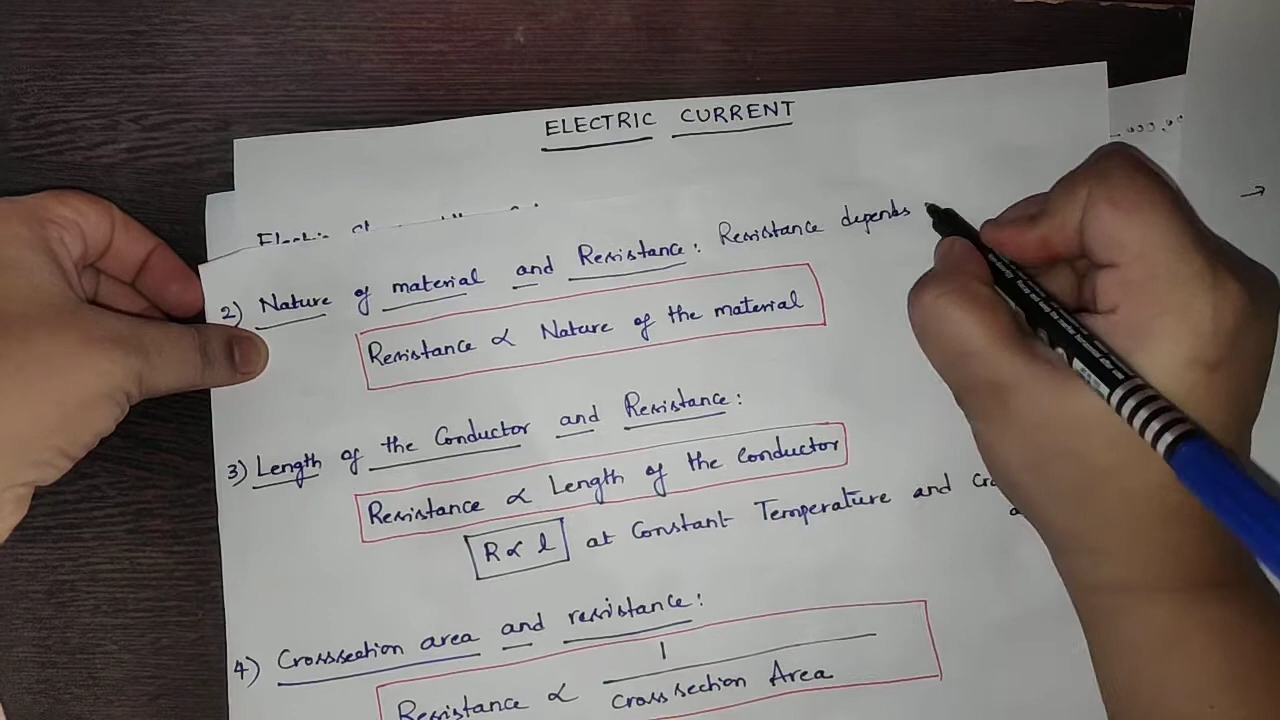 ELECTRIC CURRENT
2) Nature of material and Resistance: Resistance depends
Resistance ∝ Nature of the material
3) Length of the Conductor and Resistance:
Resistance ∝ Length of the conductor
R ∝ l at Constant Temperature and
4) Crosssection area and resistance:
Resistance ∝ 1
cross section Area